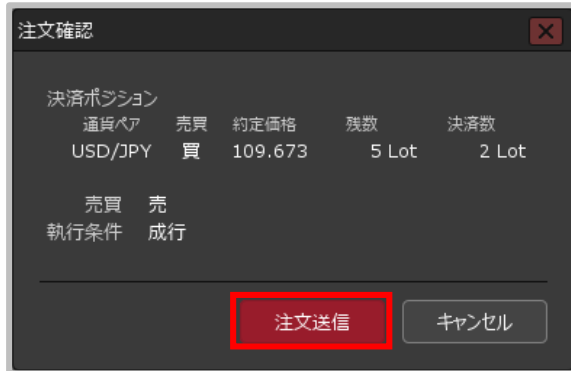 注文確認
決済ポジション
通貨ペア 売買 約定価格 残数 決済数
USD/JPY 買 109.673 5 Lot 2 Lot
売買 売
執行条件 成行
注文送信 キャンセル